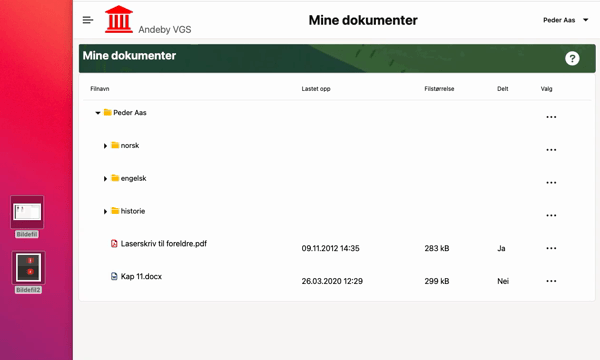 Andeby VGS
Mine dokumenter
Peder Aas
Mine dokumenter
?
Filnavn Lastet opp Filstørrelse Delt Valg
Peder Aas
norsk
engelsk
historie
Laserskriv til foreldre.pdf 09.11.2012 14:35 283 kB Ja
Kap 11.docx 26.03.2020 12:29 299 kB Nei
Bildefil
Bildefil2